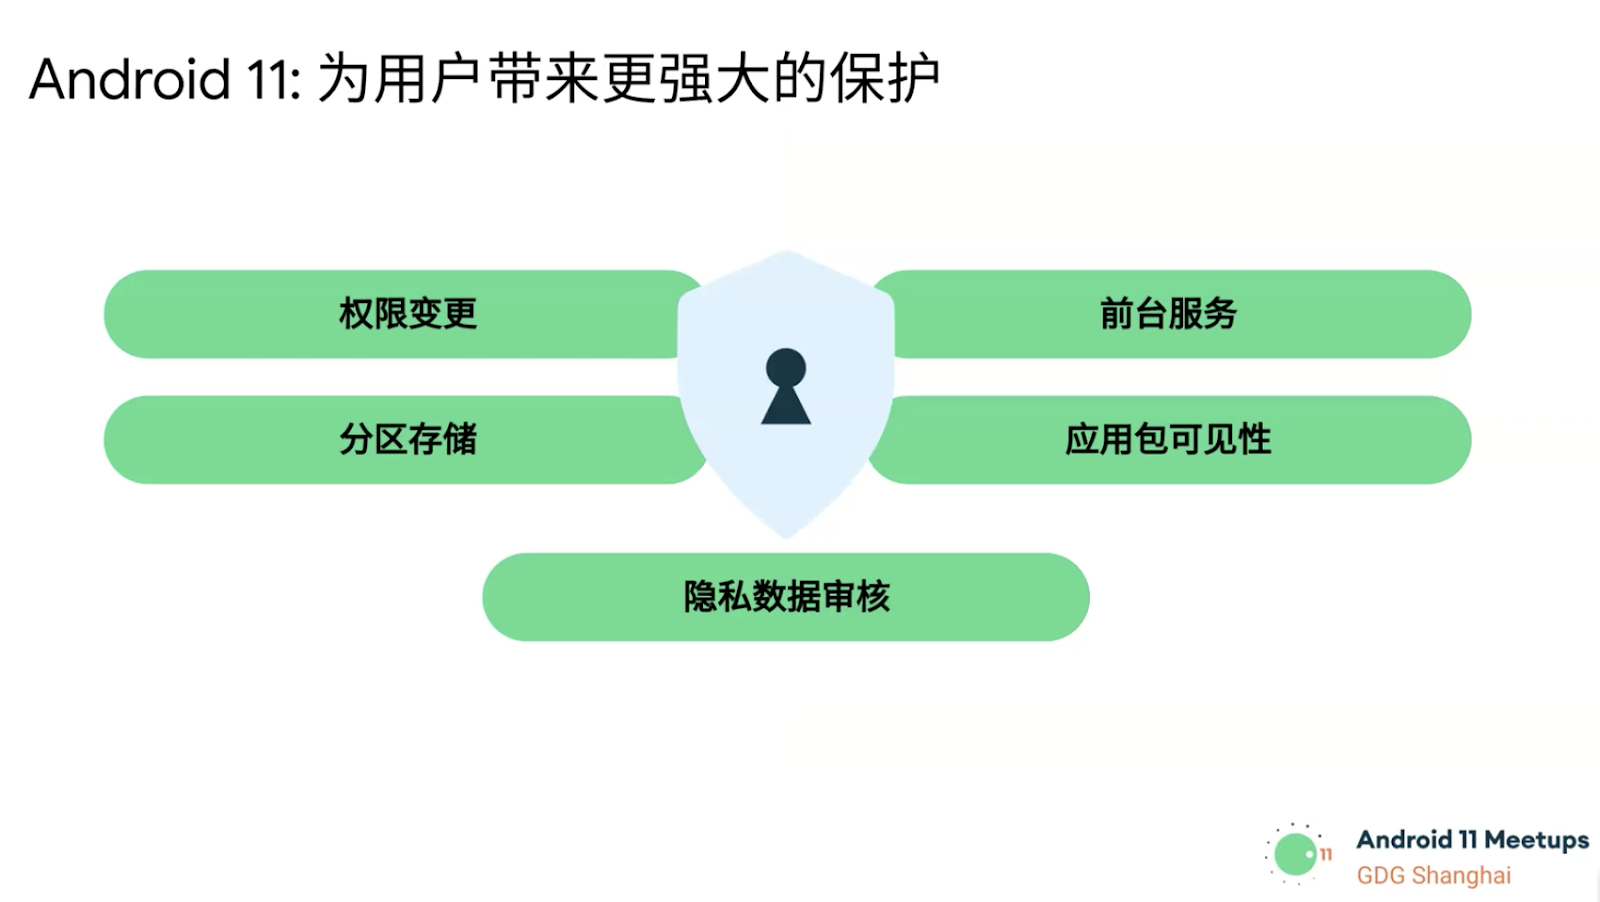 Android 11: 为用户带来更强大的保护
权限变更
前台服务
分区存储
应用包可见性
隐私数据审核
11
Android 11 Meetups
GDG Shanghai